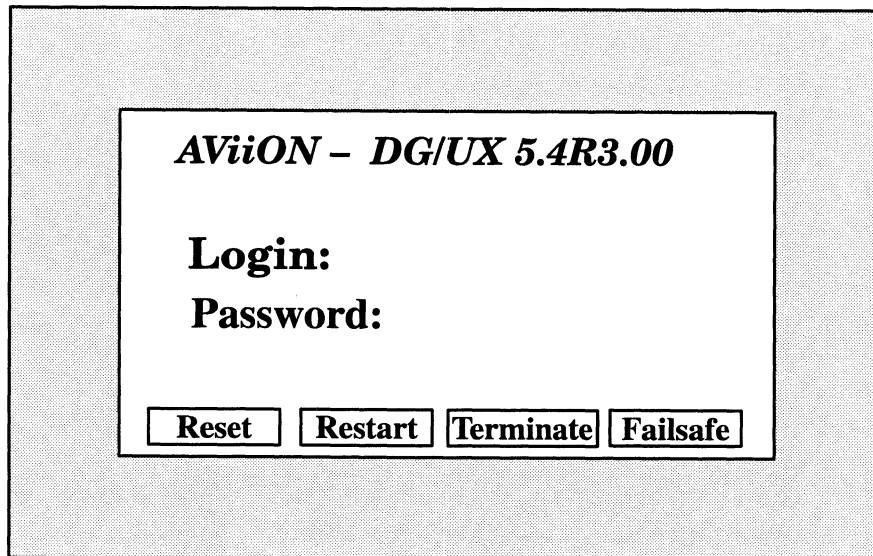 AViiON – DG/UX 5.4R3.00
Login:
Password:
Reset Restart Terminate Failsafe